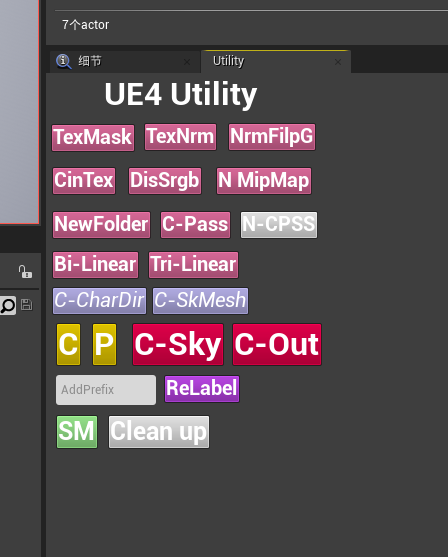 7个actor
细节
Utility
UE4 Utility
TexMask TexNrm NrmFilpG
CinTex DisSrgb N MipMap
NewFolder C-Pass N-CPSS
Bi-Linear Tri-Linear
C-CharDir C-SkMesh
C P C-Sky C-Out
AddPrefix ReLabel
SM Clean up